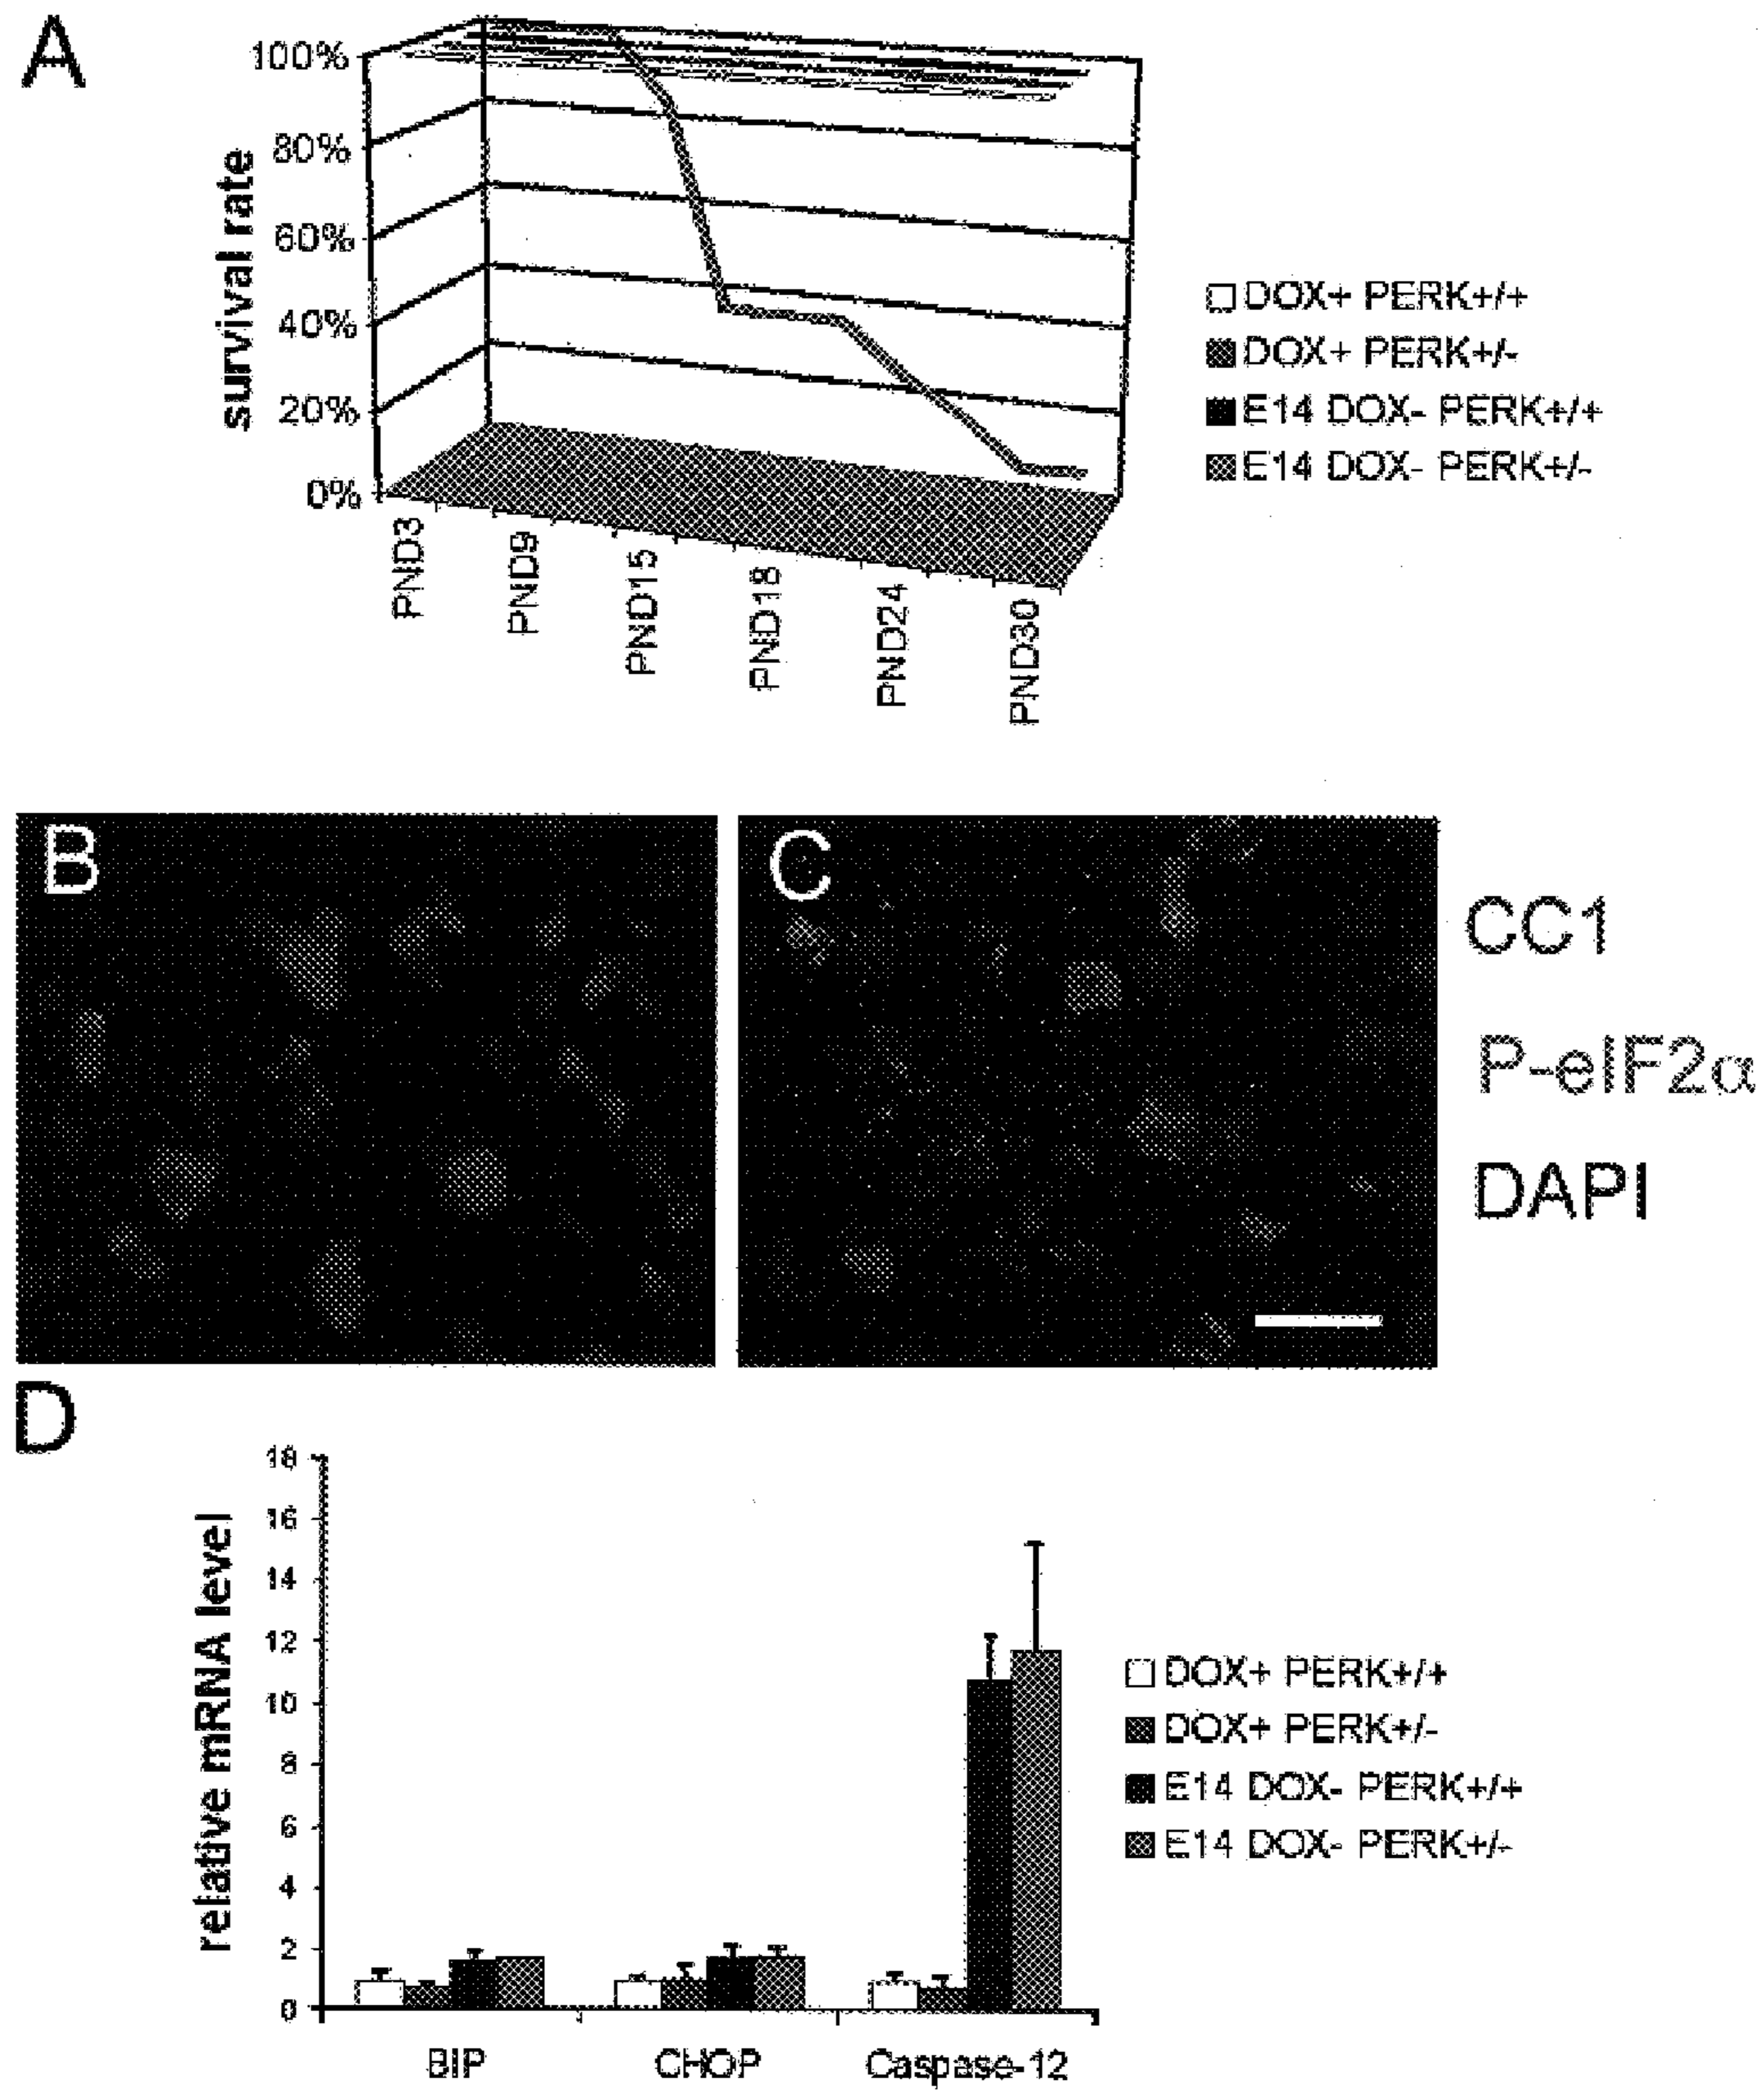 A
100%
80%
60%
40%
20%
0%
survival rate
PND3
PND9
PND15
PND18
PND24
PND30
DOX+ PERK+/+
DOX+ PERK+/-
E14 DOX- PERK+/+
E14 DOX- PERK+/-
B
C
CC1
P-eIF2α
DAPI
D
18
16
14
12
10
8
6
4
2
0
relative mRNA level
BIP
CHOP
Caspase-12
DOX+ PERK+/+
DOX+ PERK+/-
E14 DOX- PERK+/+
E14 DOX- PERK+/-